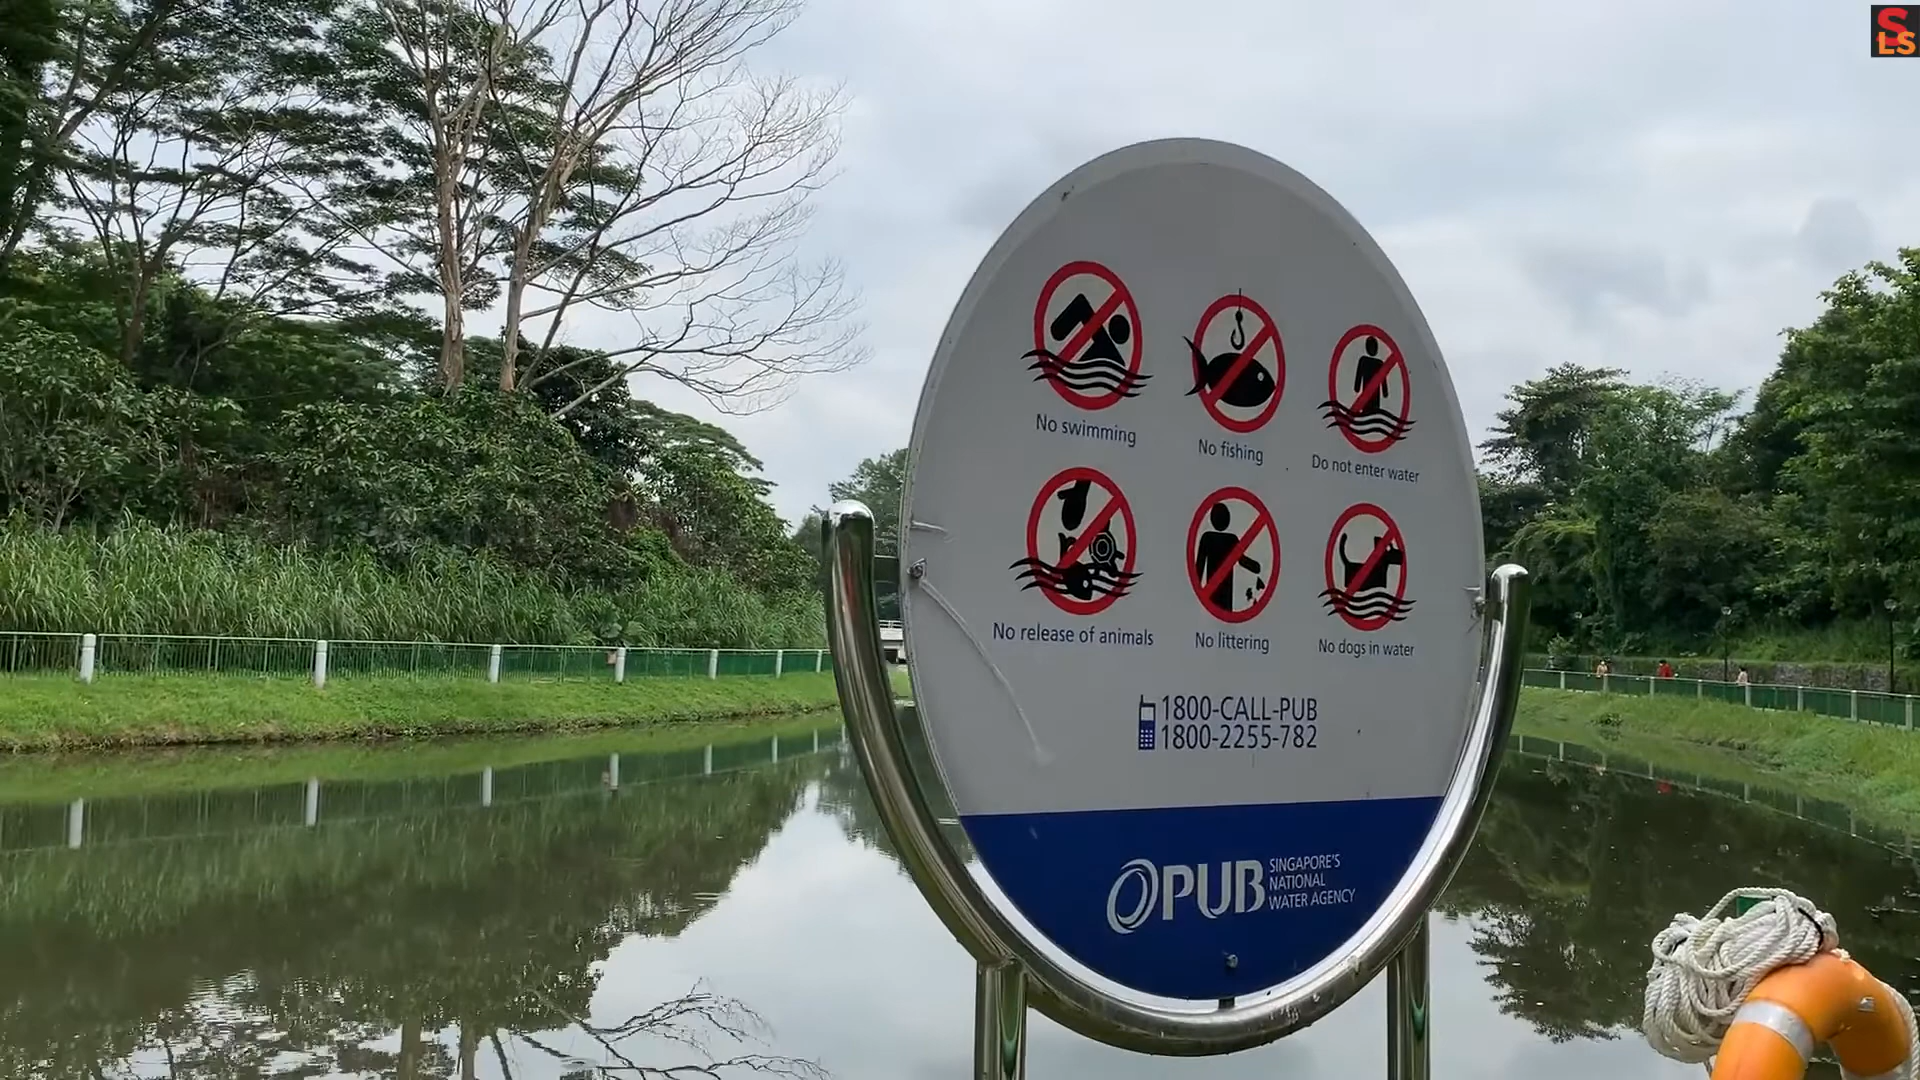 SLS
No swimming
No fishing
Do not enter water
No release of animals
No littering
No dogs in water
1800-CALL-PUB
1800-2255-782
PUB
SINGAPORE'S
NATIONAL
WATER AGENCY